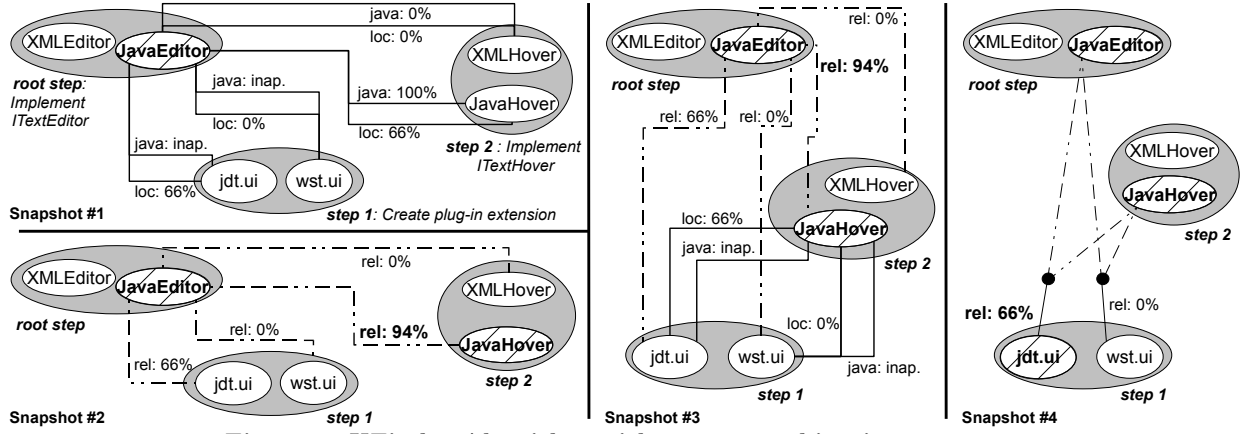 XMLEditor
JavaEditor
root step:
Implement
ITextEditor
java: 0%
loc: 0%
java: inap.
loc: 0%
java: 100%
loc: 66%
XMLHover
JavaHover
step 2 : Implement
ITextHover
java: inap.
loc: 66%
jdt.ui
wst.ui
step 1: Create plug-in extension
Snapshot #1
XMLEditor
JavaEditor
root step
rel: 0%
rel: 0%
rel: 94%
rel: 66%
XMLHover
JavaHover
step 2
jdt.ui
wst.ui
step 1
Snapshot #2
XMLEditor
JavaEditor
root step
rel: 0%
rel: 94%
rel: 66%
rel: 0%
XMLHover
JavaHover
step 2
loc: 66%
java: inap.
loc: 0%
java: inap.
jdt.ui
wst.ui
step 1
Snapshot #3
XMLEditor
JavaEditor
root step
XMLHover
JavaHover
step 2
rel: 66%
rel: 0%
jdt.ui
wst.ui
step 1
Snapshot #4